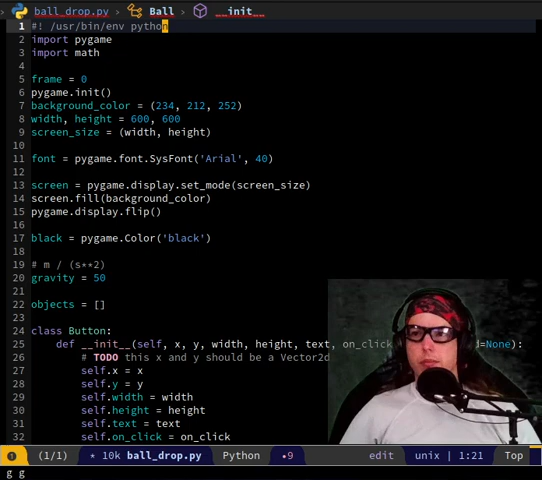 ball_drop.py › Ball › __init__
1 #! /usr/bin/env python
2 import pygame
3 import math
4
5 frame = 0
6 pygame.init()
7 background_color = (234, 212, 252)
8 width, height = 600, 600
9 screen_size = (width, height)
10
11 font = pygame.font.SysFont('Arial', 40)
12
13 screen = pygame.display.set_mode(screen_size)
14 screen.fill(background_color)
15 pygame.display.flip()
16
17 black = pygame.Color('black')
18
19 # m / (s**2)
20 gravity = 50
21
22 objects = []
23
24 class Button:
25 def __init__(self, x, y, width, height, text, on_click d=None):
26 # TODO this x and y should be a Vector2d
27 self.x = x
28 self.y = y
29 self.width = width
30 self.height = height
31 self.text = text
32 self.on_click = on_click
1 (1/1) * 10k ball_drop.py Python •9 edit unix | 1:21 Top
g g